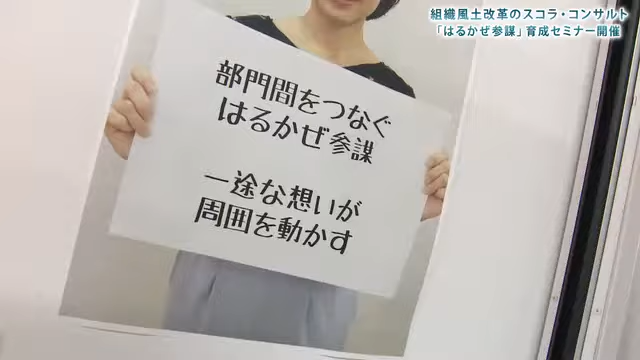 組織風土改革のスコラ・コンサルト
「はるかぜ参謀」育成セミナー開催
部門間をつなぐ
はるかぜ参謀
一途な想いが
周囲を動かす